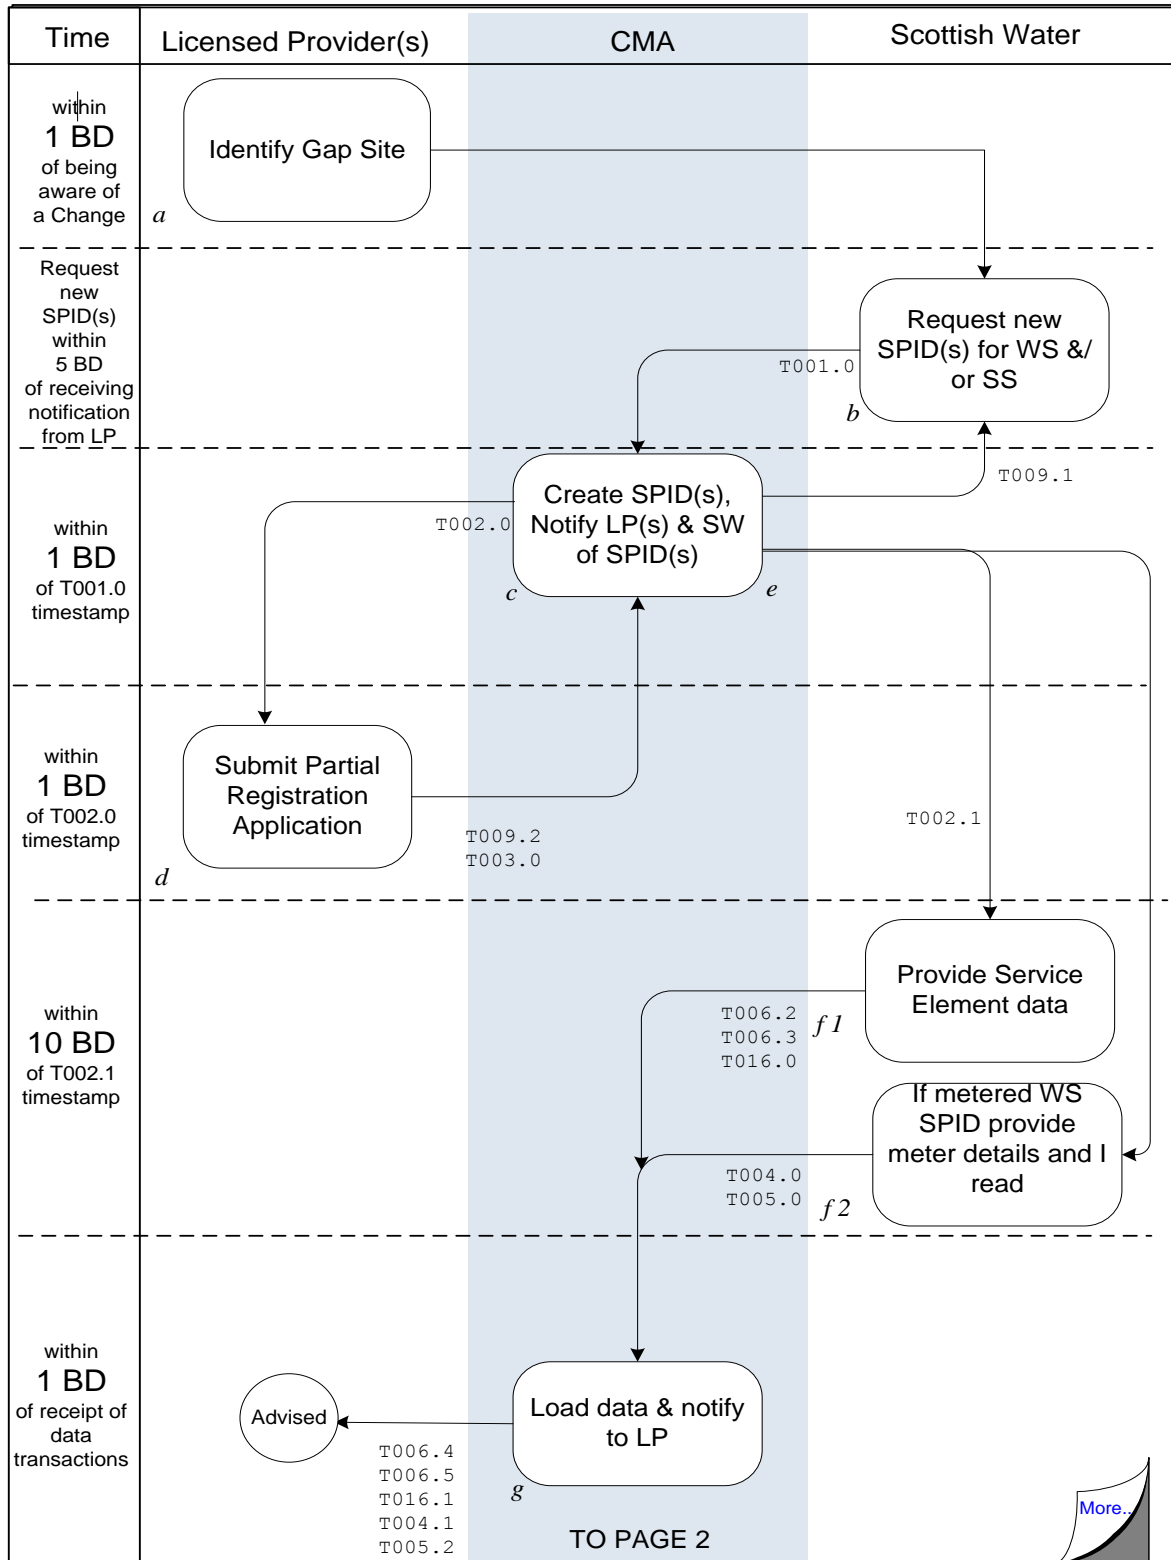 Time
Licensed Provider(s)
CMA
Scottish Water
within
1 BD
of being
aware of
a Change
Identify Gap Site
a
Request
new
SPID(s)
within
5 BD
of receiving
notification
from LP
Request new
SPID(s) for WS &/
or SS
T001.0
b
within
1 BD
of T001.0
timestamp
Create SPID(s),
Notify LP(s) & SW
of SPID(s)
T002.0
T009.1
c
e
within
1 BD
of T002.0
timestamp
Submit Partial
Registration
Application
T009.2
T003.0
d
T002.1
within
10 BD
of T002.1
timestamp
Provide Service
Element data
T006.2
T006.3
T016.0
f1
If metered WS
SPID provide
meter details and I
read
T004.0
T005.0
f2
within
1 BD
of receipt of
data
transactions
Advised
Load data & notify
to LP
T006.4
T006.5
T016.1
T004.1
T005.2
g
TO PAGE 2
More..